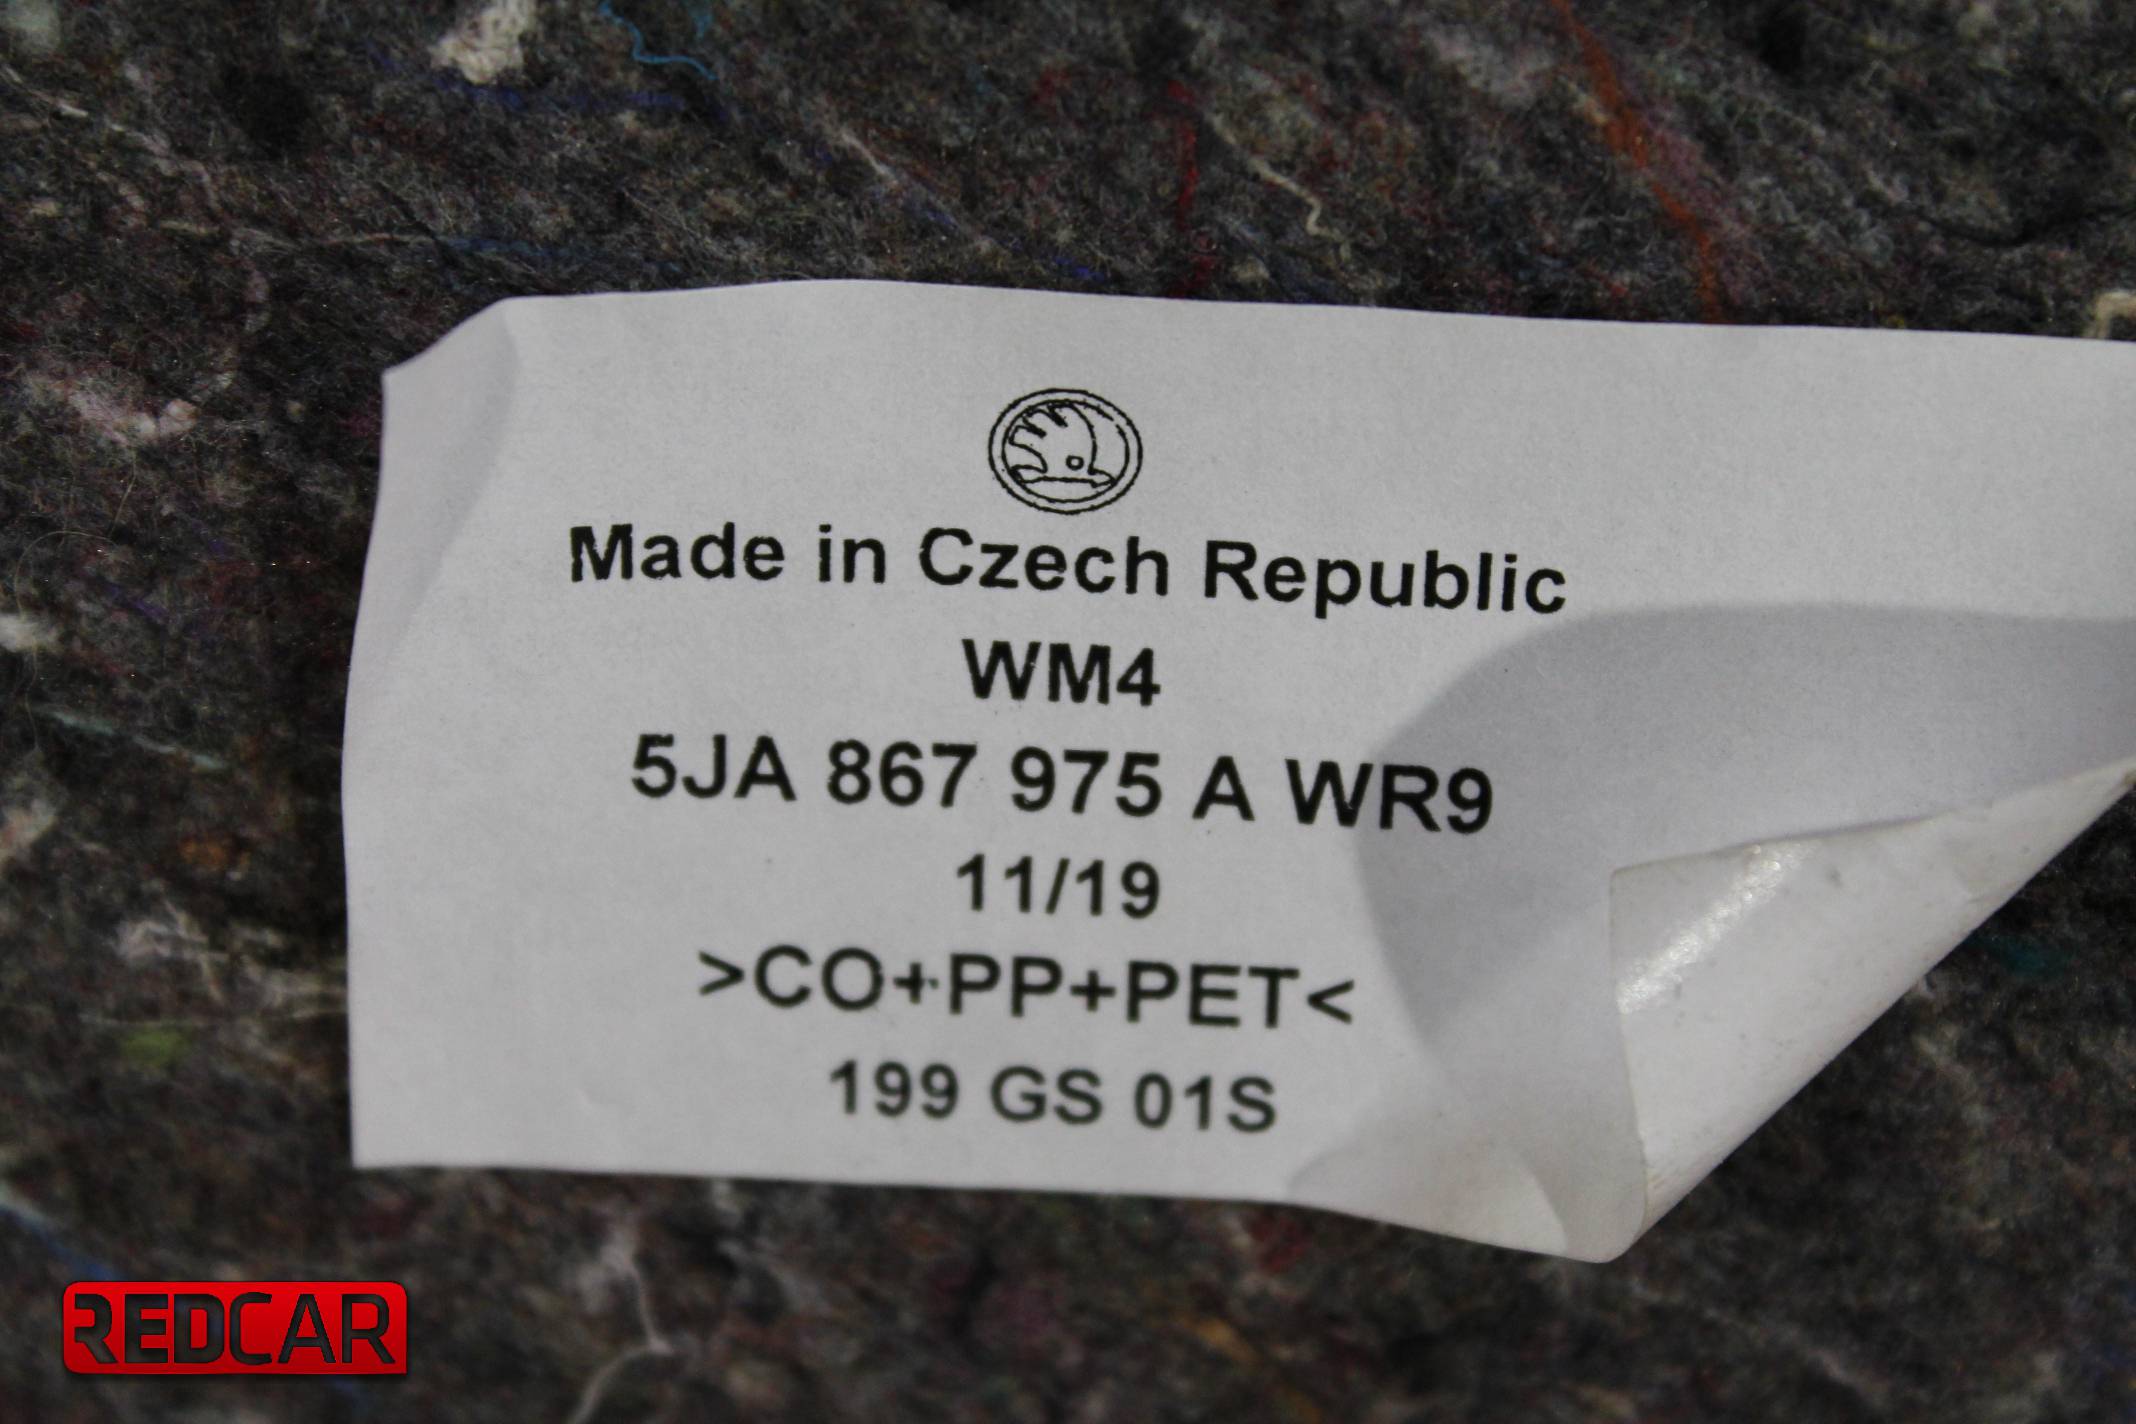 Made in Czech Republic
WM4
5JA 867 975 A WR9
11/19
>CO+PP+PET<
199 GS 01S
REDCAR